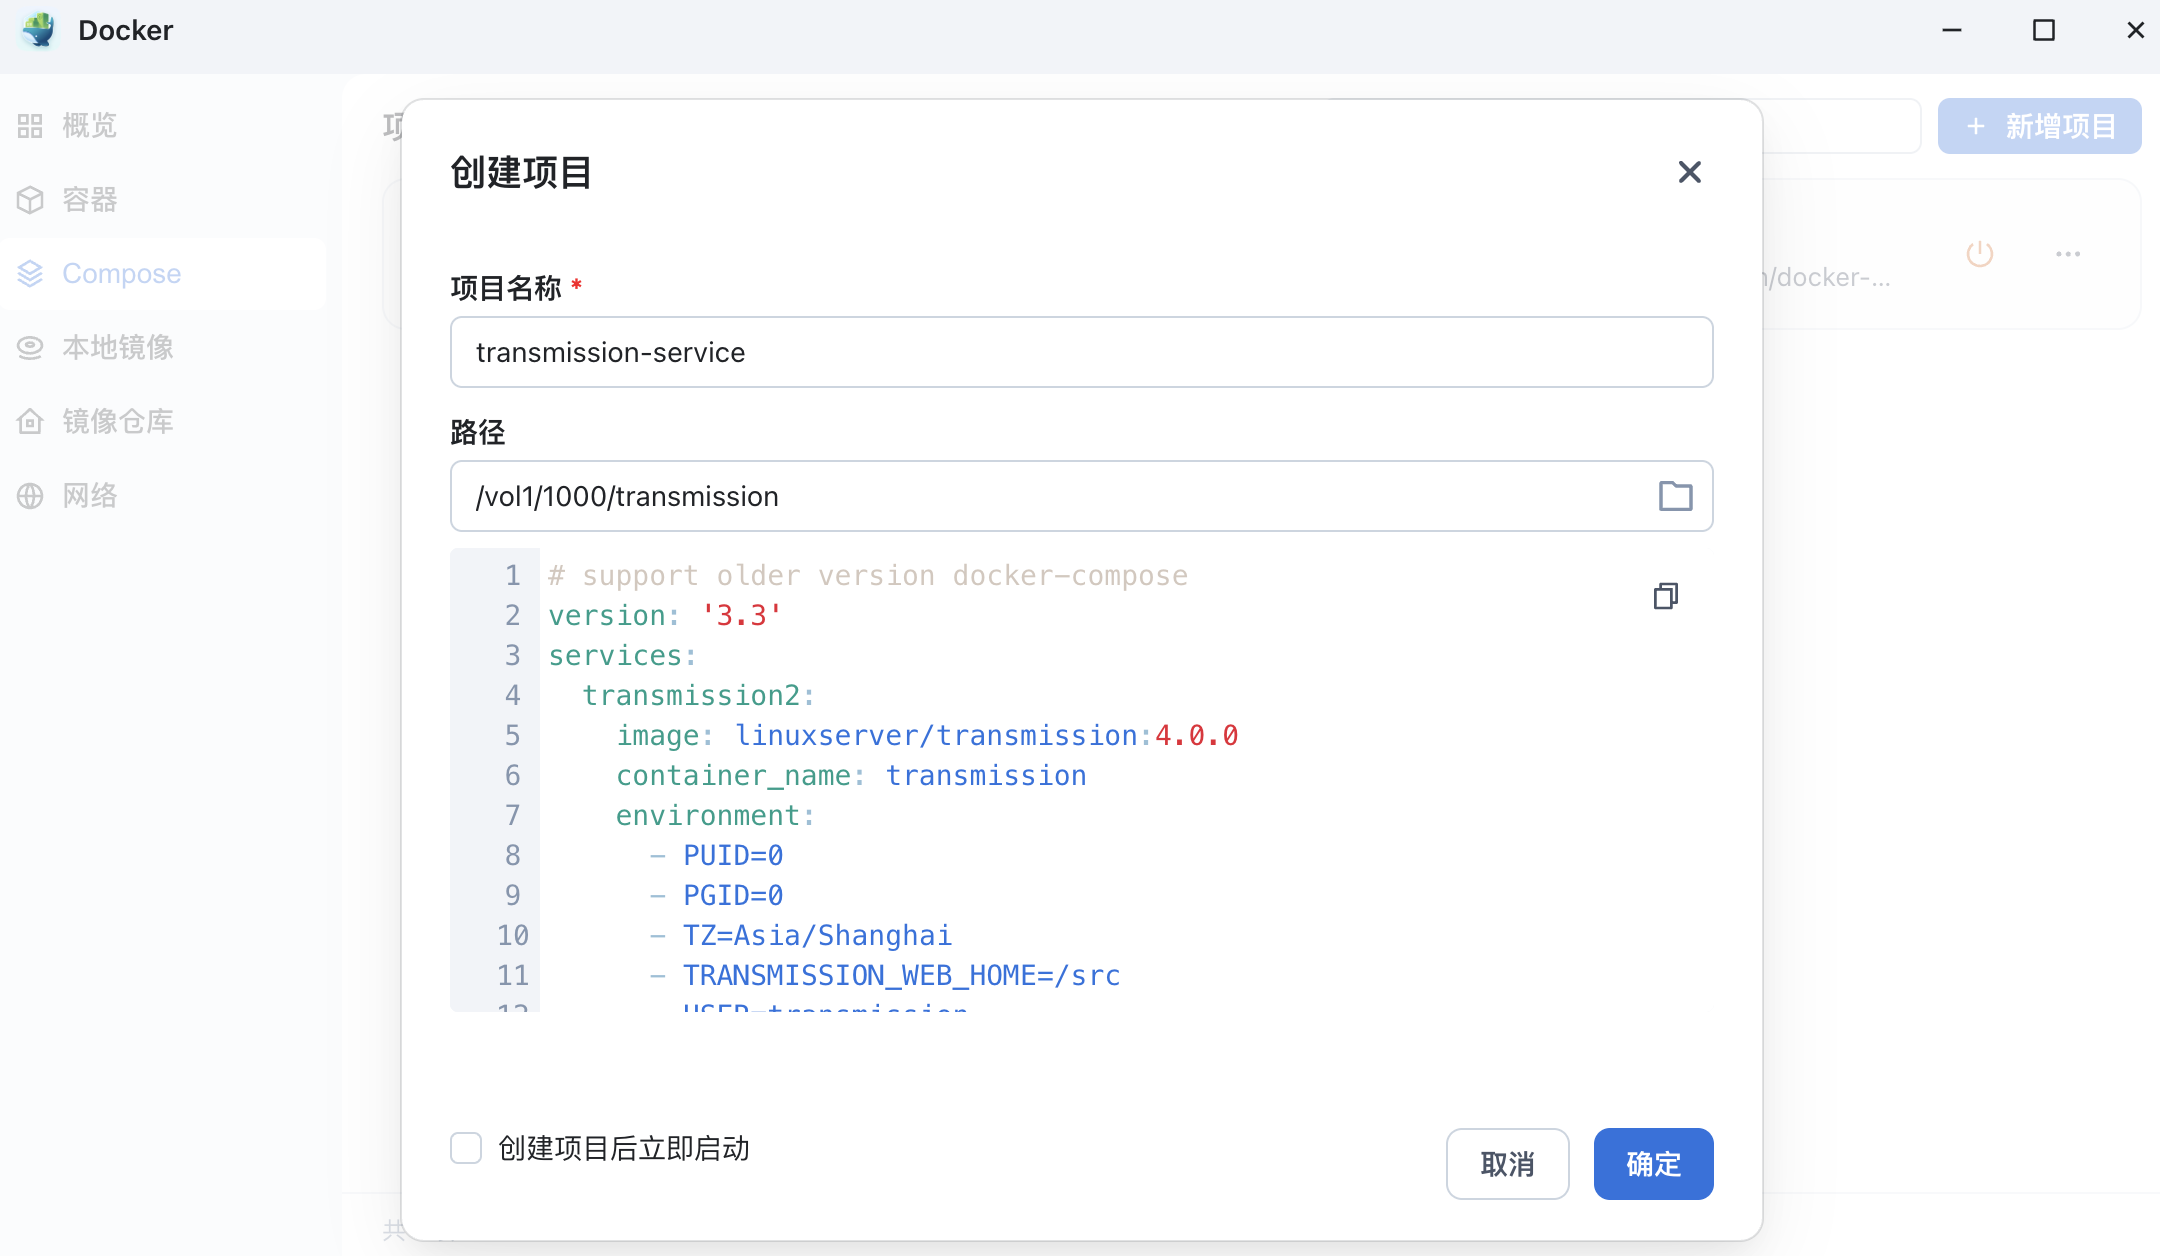 Docker
概览
容器
Compose
本地镜像
镜像仓库
网络
新增项目
/docker-...
创建项目
项目名称 *
transmission-service
路径
/vol1/1000/transmission
1 # support older version docker-compose
2 version: '3.3'
3 services:
4 transmission2:
5 image: linuxserver/transmission:4.0.0
6 container_name: transmission
7 environment:
8 - PUID=0
9 - PGID=0
10 - TZ=Asia/Shanghai
11 - TRANSMISSION_WEB_HOME=/src
12 USER=transmission
创建项目后立即启动
取消
确定
共